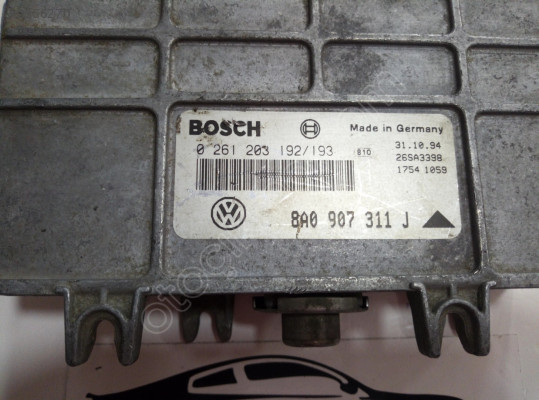 BOSCH
Made in Germany
0 261 203 192/193
810
31.10.94
26SA3398
1754 1059
8A0 907 311 J